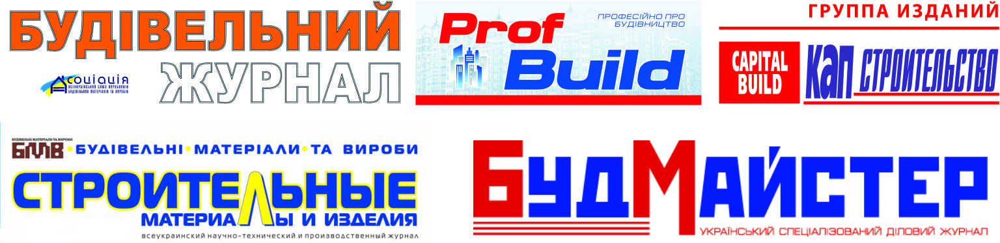 БУДІВЕЛЬНИЙ
ЖУРНАЛ
асоціація
ВСЕУКРАЇНСЬКИЙ СОЮЗ ВИРОБНИКІВ
БУДІВЕЛЬНИХ МАТЕРІАЛІВ ТА ВИРОБІВ
ПРОФЕСІЙНО ПРО
БУДІВНИЦТВО
Prof
Build
ГРУППА ИЗДАНИЙ
CAPITAL
BUILD
кап СТРОИТЕЛЬСТВО
БУДІВЕЛЬНІ МАТЕРІАЛИ ТА ВИРОБИ
БМВ • БУДІВЕЛЬНІ • МАТЕРІАЛИ • ТА ВИРОБИ
СТРОИТЕЛЬНЫЕ
МАТЕРИАЛЫ И ИЗДЕЛИЯ
всеукраинский научно-технический и производственный журнал
БУДМАЙСТЕР
УКРАЇНСЬКИЙ СПЕЦІАЛІЗОВАНИЙ ДІЛОВИЙ ЖУРНАЛ